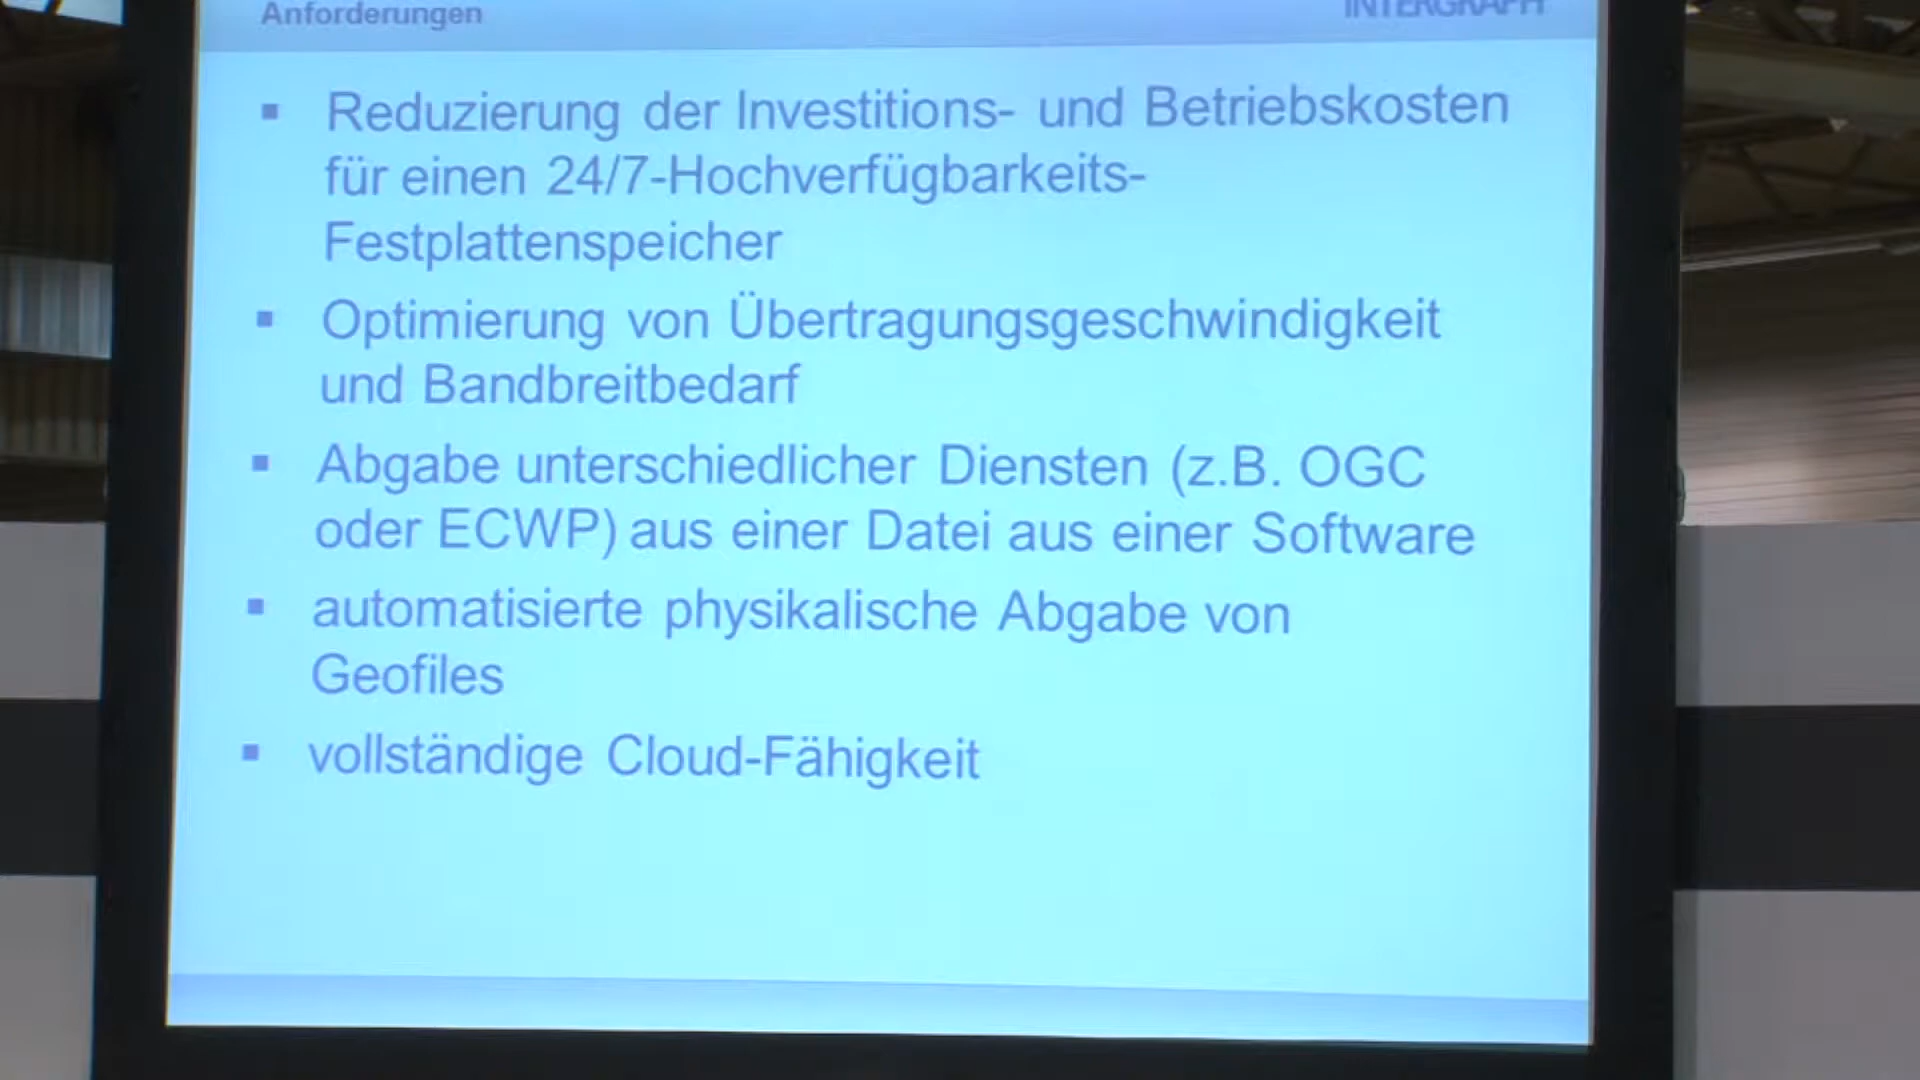 Anforderungen
INTERGRAPH
▪ Reduzierung der Investitions- und Betriebskosten
für einen 24/7-Hochverfügbarkeits-
Festplattenspeicher
▪ Optimierung von Übertragungsgeschwindigkeit
und Bandbreitbedarf
▪ Abgabe unterschiedlicher Diensten (z.B. OGC
oder ECWP) aus einer Datei aus einer Software
▪ automatisierte physikalische Abgabe von
Geofiles
▪ vollständige Cloud-Fähigkeit